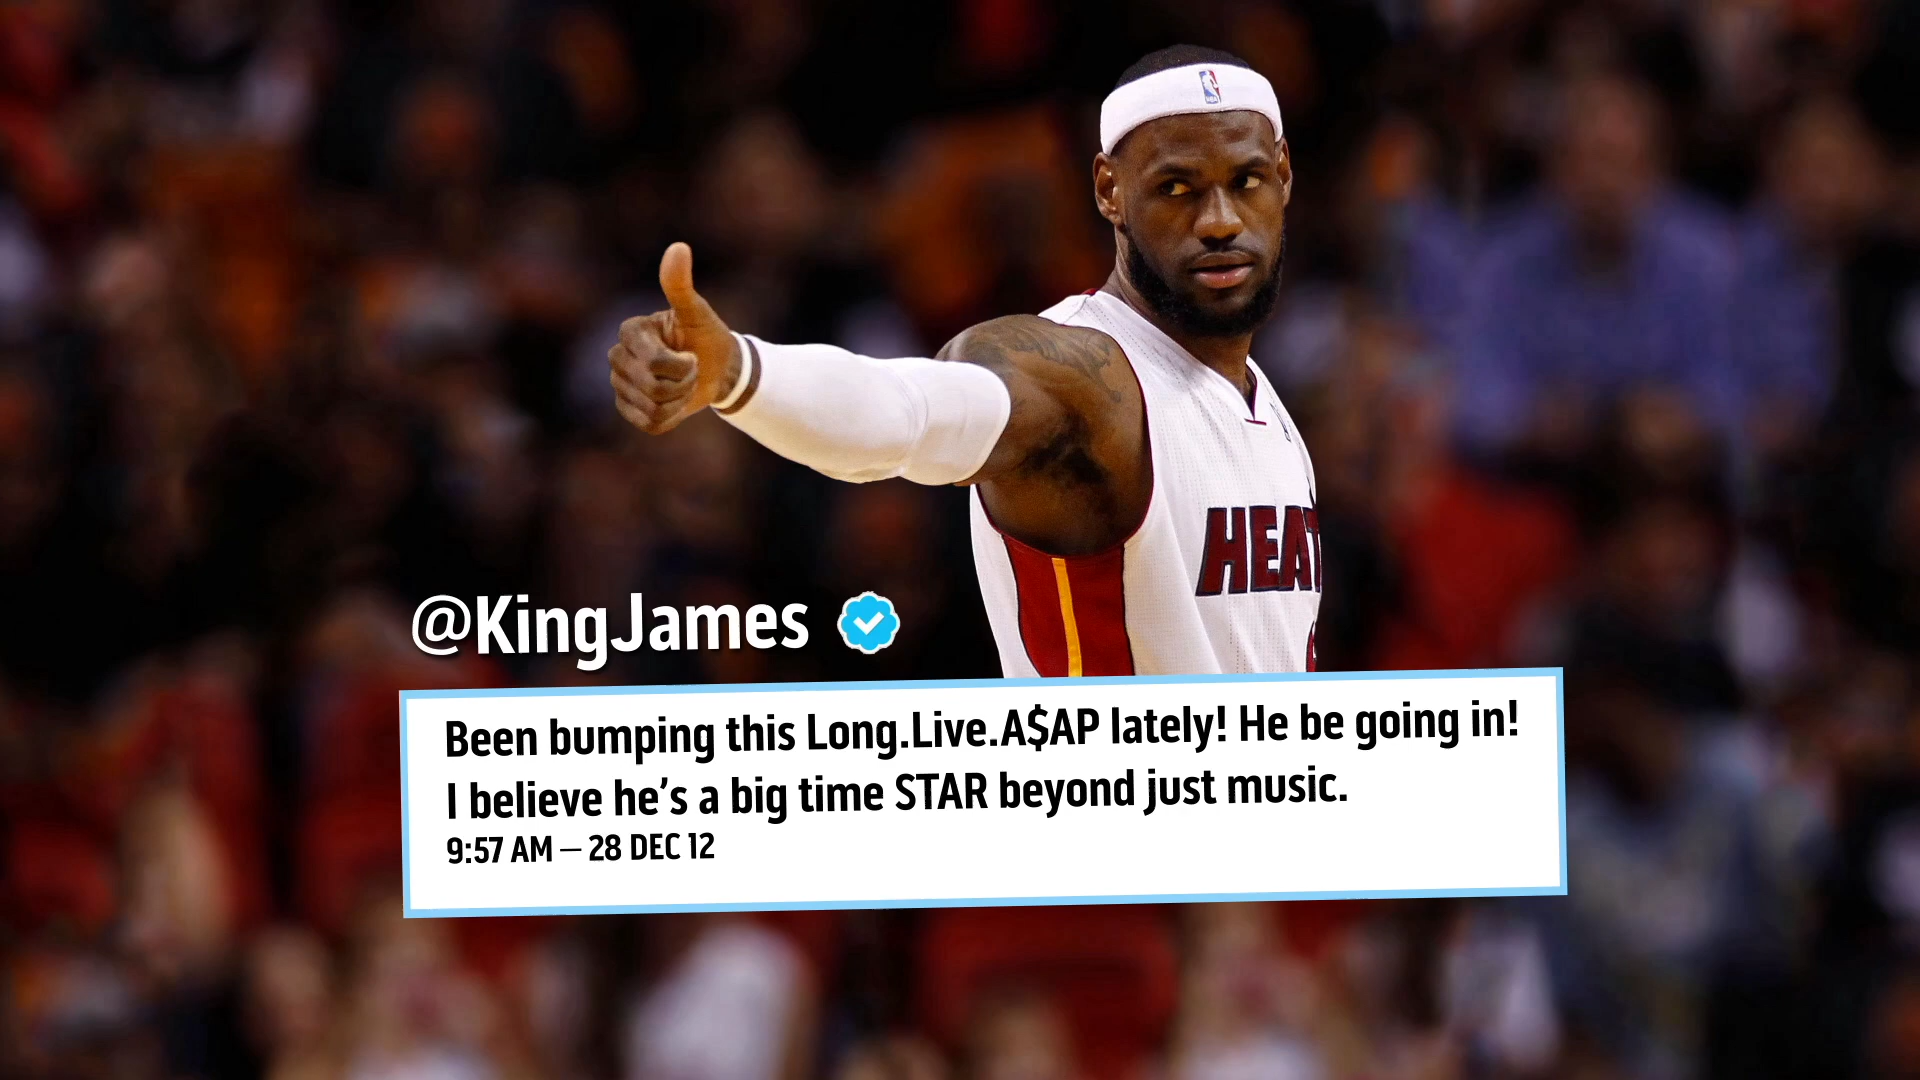 @KingJames
HEAT
Been bumping this Long.Live.A$AP lately! He be going in!
I believe he's a big time STAR beyond just music.
9:57 AM — 28 DEC 12